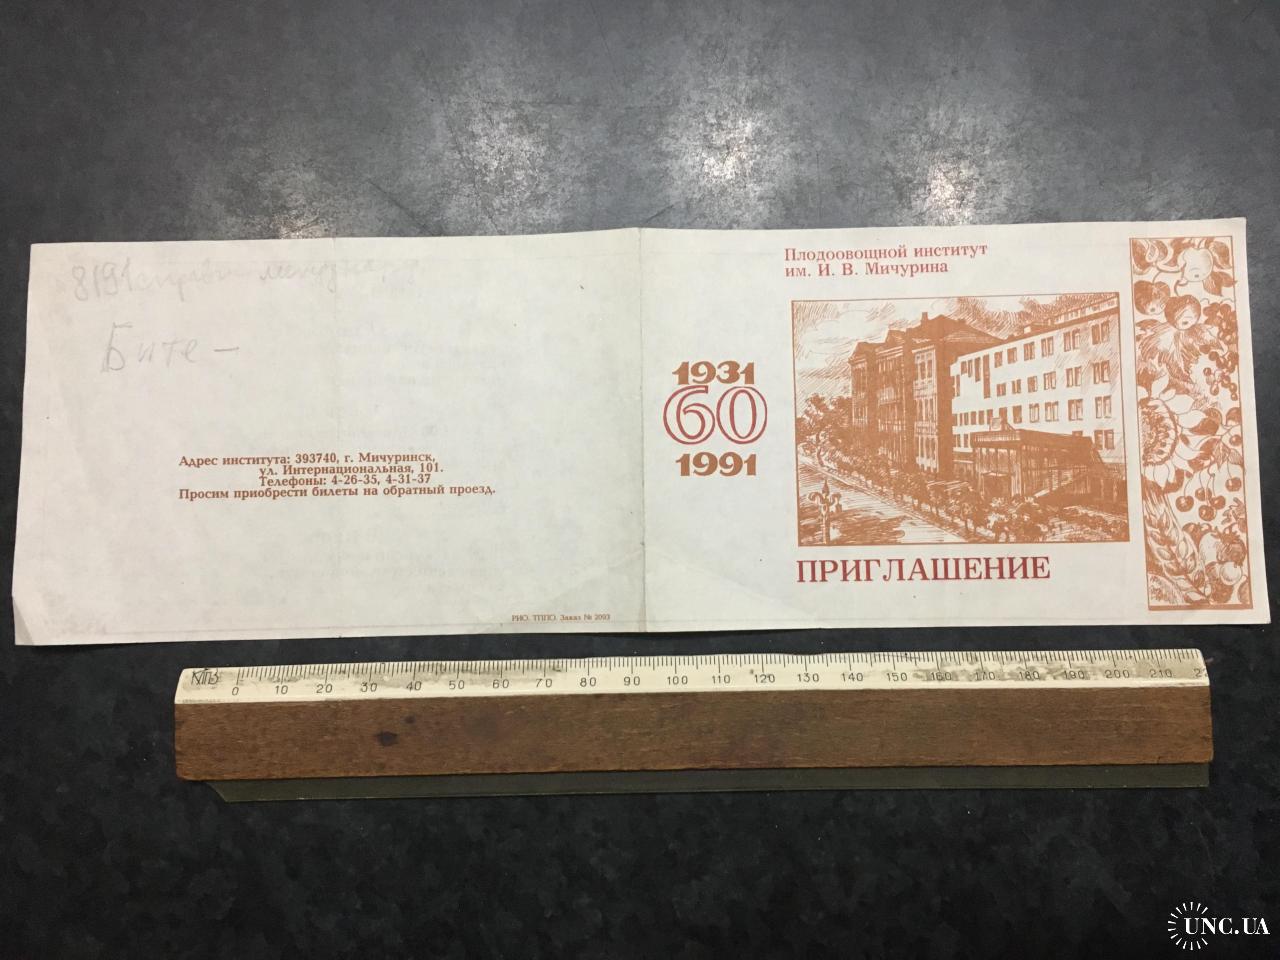 8191
Бите –
Адрес института: 393740, г. Мичуринск,
ул. Интернациональная, 101.
Телефоны: 4-26-35, 4-31-37
Просим приобрести билеты на обратный проезд.
РИО. ТППО. Заказ № 2093
Плодоовощной институт
им. И. В. Мичурина
1931
60
1991
ПРИГЛАШЕНИЕ
0 10 20 30 40 50 60 70 80 90 100 110 120 130 140 150 160 170 180 190 200 210
UNC.UA